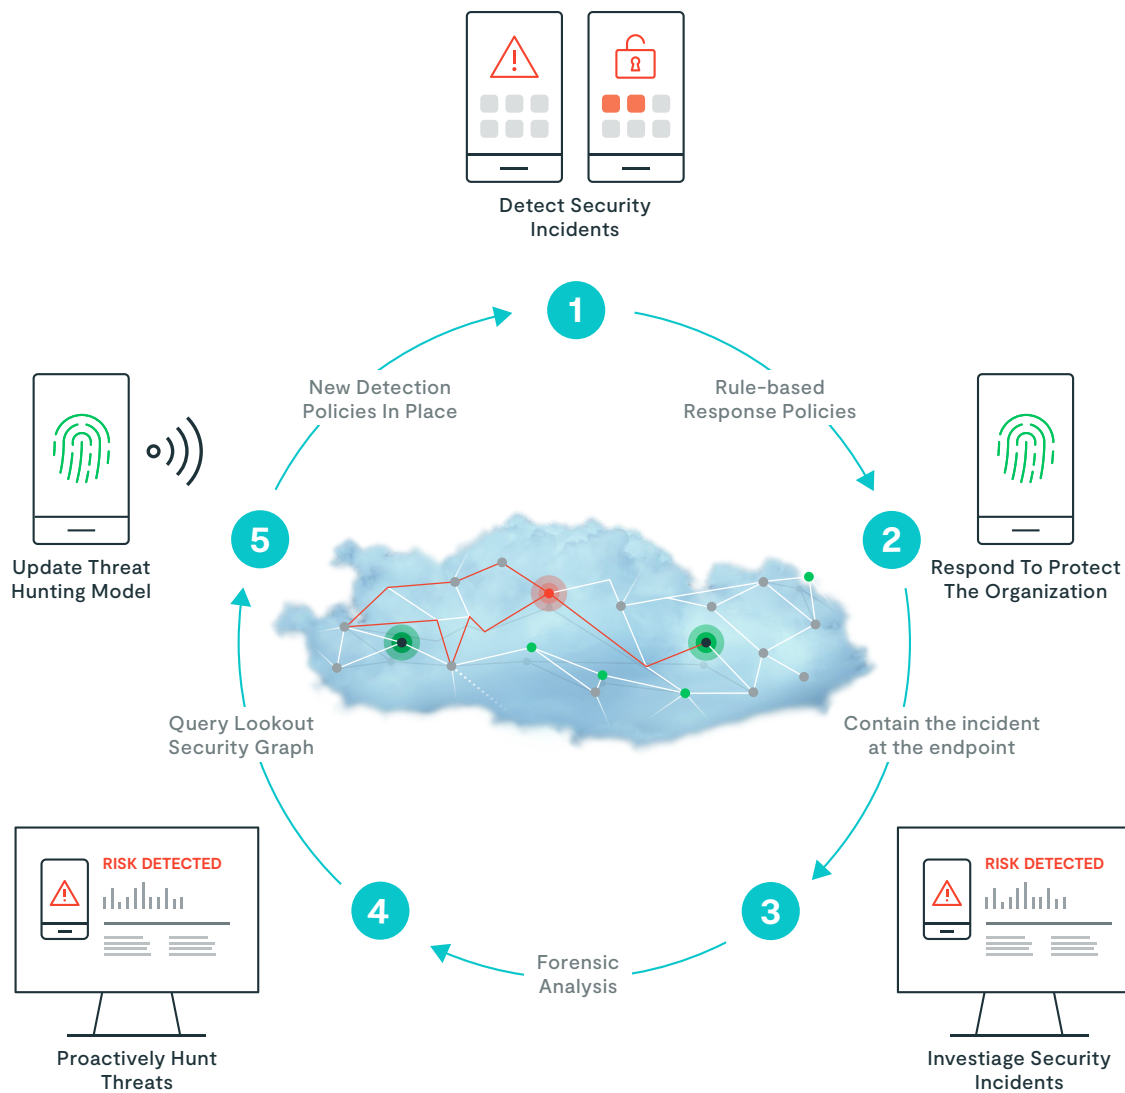 Detect Security
Incidents
1
New Detection
Policies In Place
Rule-based
Response Policies
5
Update Threat
Hunting Model
2
Respond To Protect
The Organization
Query Lookout
Security Graph
Contain the incident
at the endpoint
RISK DETECTED
RISK DETECTED
4
3
Forensic
Analysis
Proactively Hunt
Threats
Investiage Security
Incidents